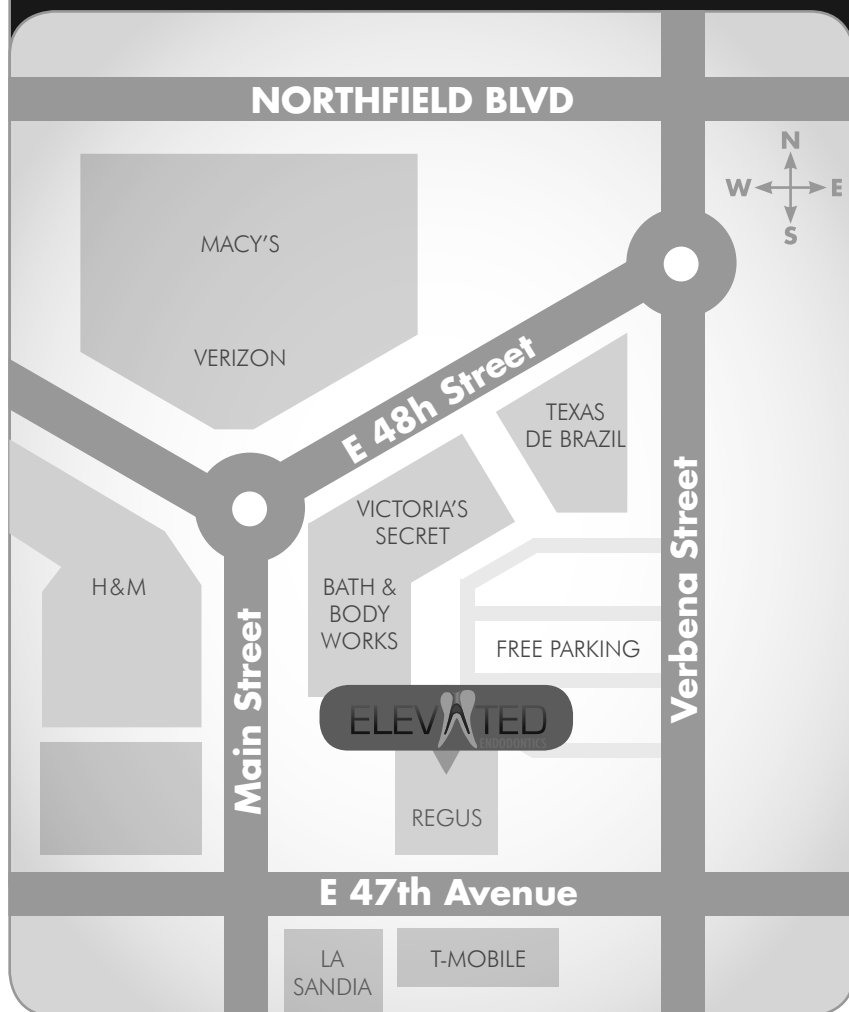 NORTHFIELD BLVD
N
W E
S
MACY'S
VERIZON
E 48h Street
TEXAS
DE BRAZIL
VICTORIA'S
SECRET
H&M
BATH &
BODY
WORKS
FREE PARKING
Verbena Street
Main Street
ELEVATED
ENDODONTICS
REGUS
E 47th Avenue
LA
SANDIA
T-MOBILE